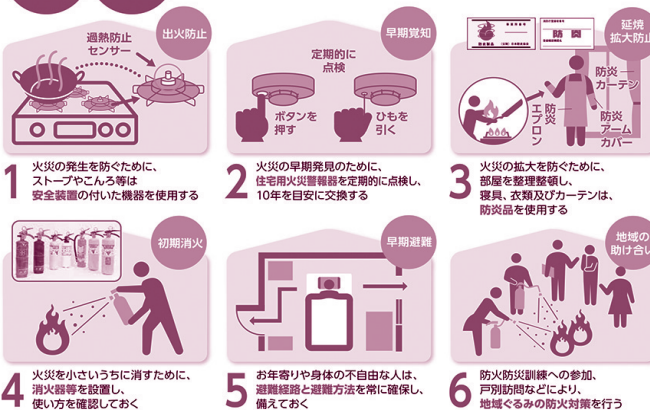 過熱防止
センサー
出火防止
1
火災の発生を防ぐために、
ストーブやこんろ等は
安全装置の付いた機器を使用する
早期覚知
定期的に
点検
ボタンを
押す
ひもを
引く
2
火災の早期発見のために、
住宅用火災警報器を定期的に点検し、
10年を目安に交換する
延焼
拡大防止
防炎
防炎
カーテン
防炎
エプロン
防炎
アーム
カバー
3
火災の拡大を防ぐために、
部屋を整理整頓し、
寝具、衣類及びカーテンは、
防炎品を使用する
初期消火
4
火災を小さいうちに消すために、
消火器等を設置し、
使い方を確認しておく
早期避難
5
お年寄りや身体の不自由な人は、
避難経路と避難方法を常に確保し、
備えておく
地域の
助け合い
6
防火防災訓練への参加、
戸別訪問などにより、
地域ぐるみの防火対策を行う